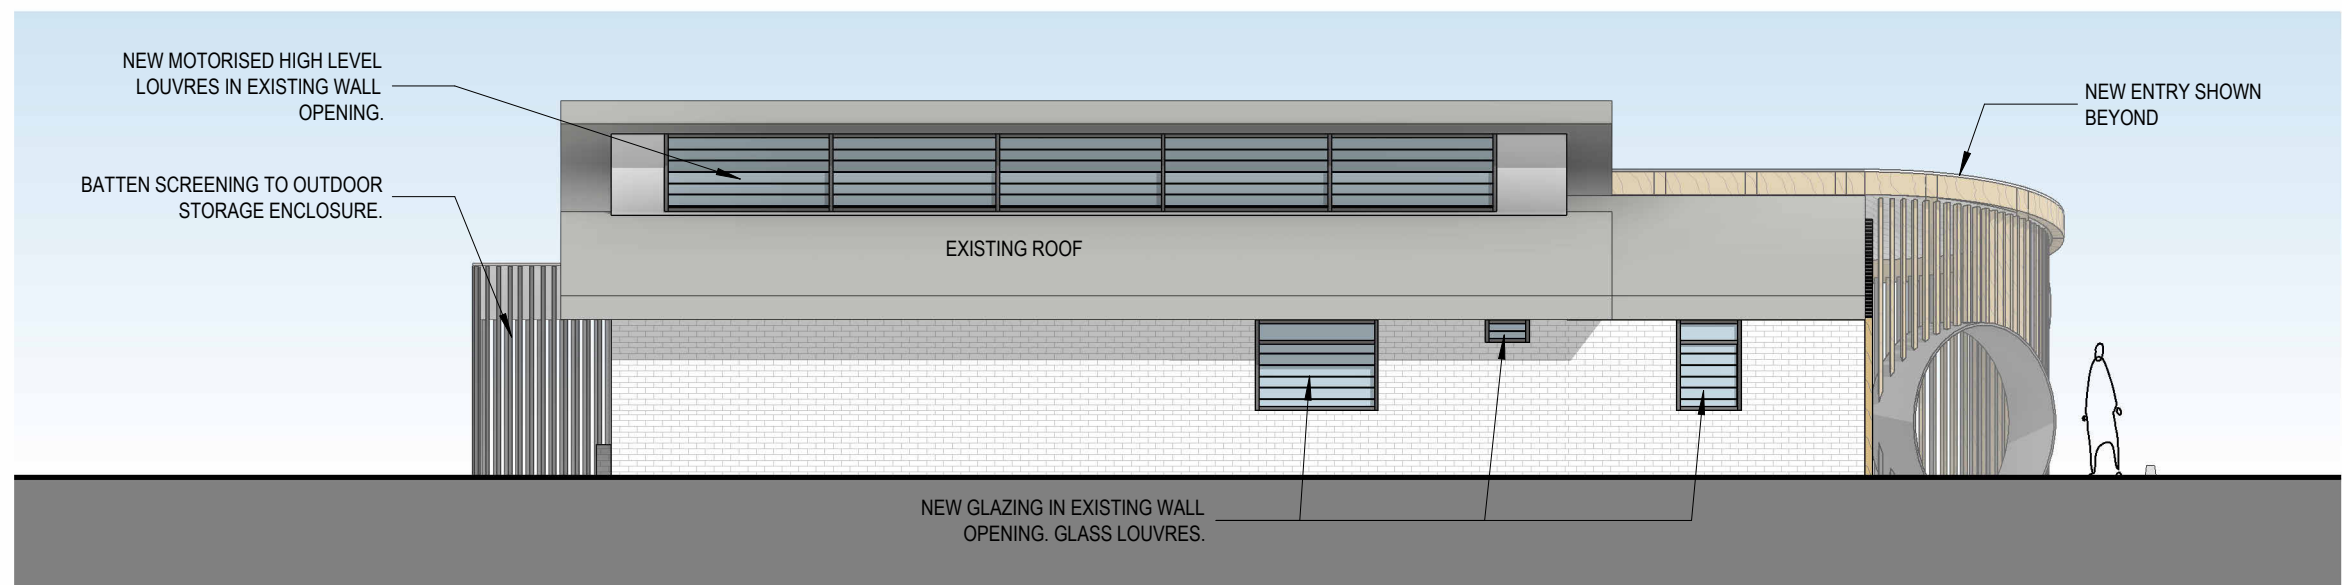 NEW MOTORISED HIGH LEVEL
LOUVRES IN EXISTING WALL
OPENING.
BATTEN SCREENING TO OUTDOOR
STORAGE ENCLOSURE.
EXISTING ROOF
NEW ENTRY SHOWN
BEYOND
NEW GLAZING IN EXISTING WALL
OPENING. GLASS LOUVRES.